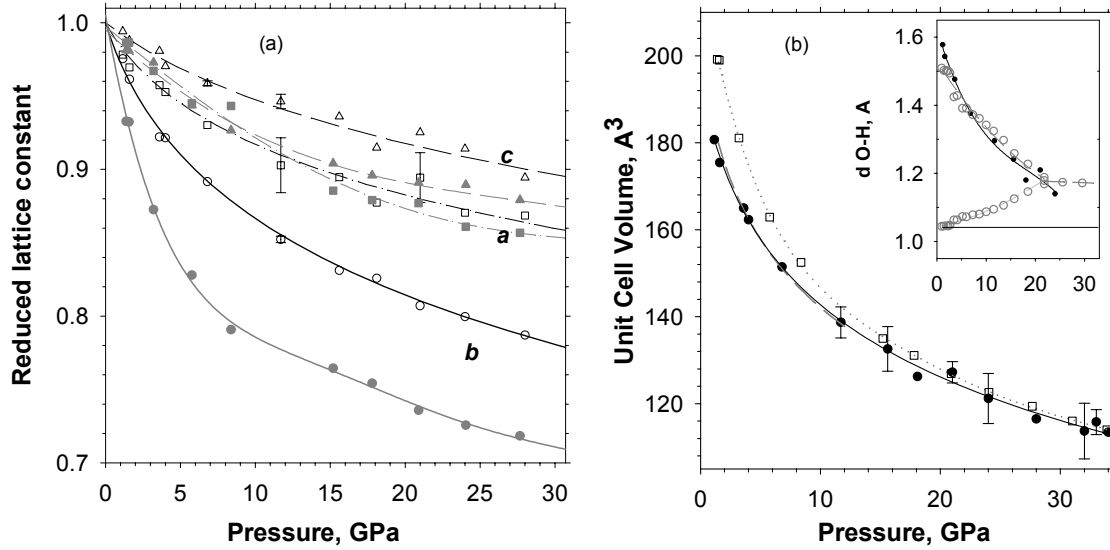 (a)
1.0
0.9
0.8
0.7
Reduced lattice constant
c
a
b
0 5 10 15 20 25 30
Pressure, GPa
(b)
200
180
160
140
120
Unit Cell Volume, A³
0 10 20 30
Pressure, GPa
1.6
1.4
1.2
1.0
d O-H, A
0 10 20 30